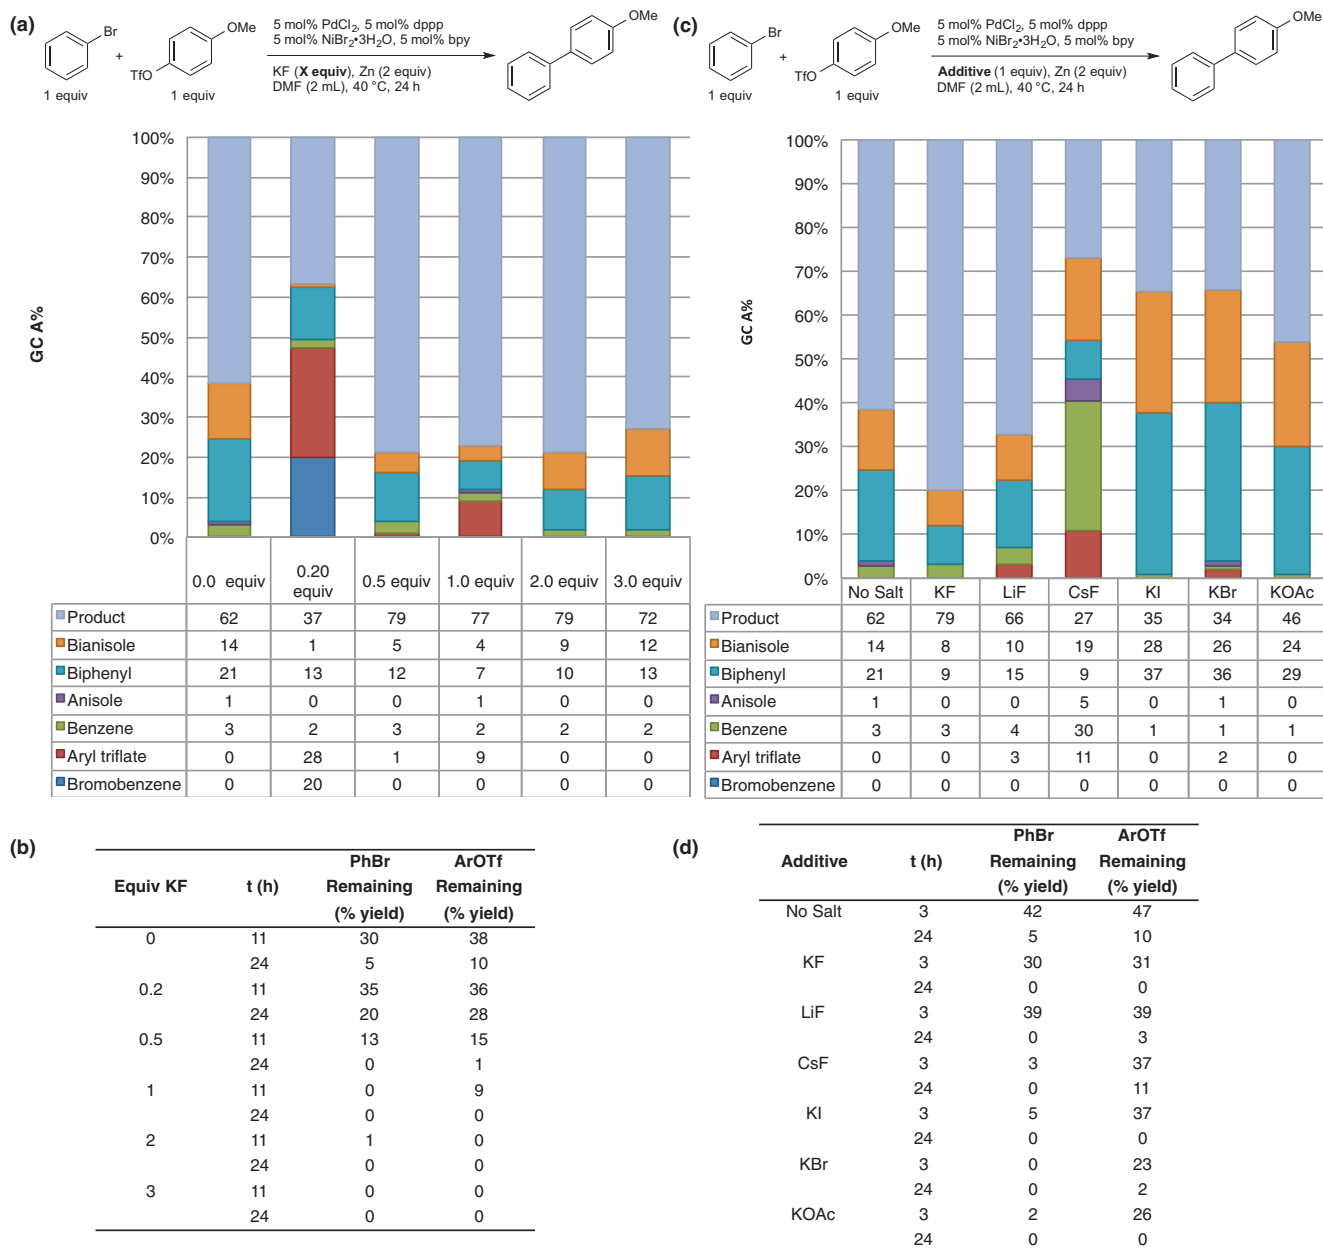 (a)
Br
+
TfO
OMe
1 equiv
1 equiv
5 mol% PdCl2, 5 mol% dppp
5 mol% NiBr2•3H2O, 5 mol% bpy
KF (X equiv), Zn (2 equiv)
DMF (2 mL), 40 °C, 24 h
OMe
GC A%
100%
90%
80%
70%
60%
50%
40%
30%
20%
10%
0%
0.0 equiv 0.20 equiv 0.5 equiv 1.0 equiv 2.0 equiv 3.0 equiv
Product 62 37 79 77 79 72
Bianisole 14 1 5 4 9 12
Biphenyl 21 13 12 7 10 13
Anisole 1 0 0 1 0 0
Benzene 3 2 3 2 2 2
Aryl triflate 0 28 1 9 0 0
Bromobenzene 0 20 0 0 0 0
(b)
Equiv KF t (h) PhBr Remaining (% yield) ArOTf Remaining (% yield)
0 11 30 38
24 5 10
0.2 11 35 36
24 20 28
0.5 11 13 15
24 0 1
1 11 0 9
24 0 0
2 11 1 0
24 0 0
3 11 0 0
24 0 0
(c)
Br
+
TfO
OMe
1 equiv
1 equiv
5 mol% PdCl2, 5 mol% dppp
5 mol% NiBr2•3H2O, 5 mol% bpy
Additive (1 equiv), Zn (2 equiv)
DMF (2 mL), 40 °C, 24 h
OMe
GC A%
100%
90%
80%
70%
60%
50%
40%
30%
20%
10%
0%
No Salt KF LiF CsF KI KBr KOAc
Product 62 79 66 27 35 34 46
Bianisole 14 8 10 19 28 26 24
Biphenyl 21 9 15 9 37 36 29
Anisole 1 0 0 5 0 1 0
Benzene 3 3 4 30 1 1 1
Aryl triflate 0 0 3 11 0 2 0
Bromobenzene 0 0 0 0 0 0 0
(d)
Additive t (h) PhBr Remaining (% yield) ArOTf Remaining (% yield)
No Salt 3 42 47
24 5 10
KF 3 30 31
24 0 0
LiF 3 39 39
24 0 3
CsF 3 3 37
24 0 11
KI 3 5 37
24 0 0
KBr 3 0 23
24 0 2
KOAc 3 2 26
24 0 0